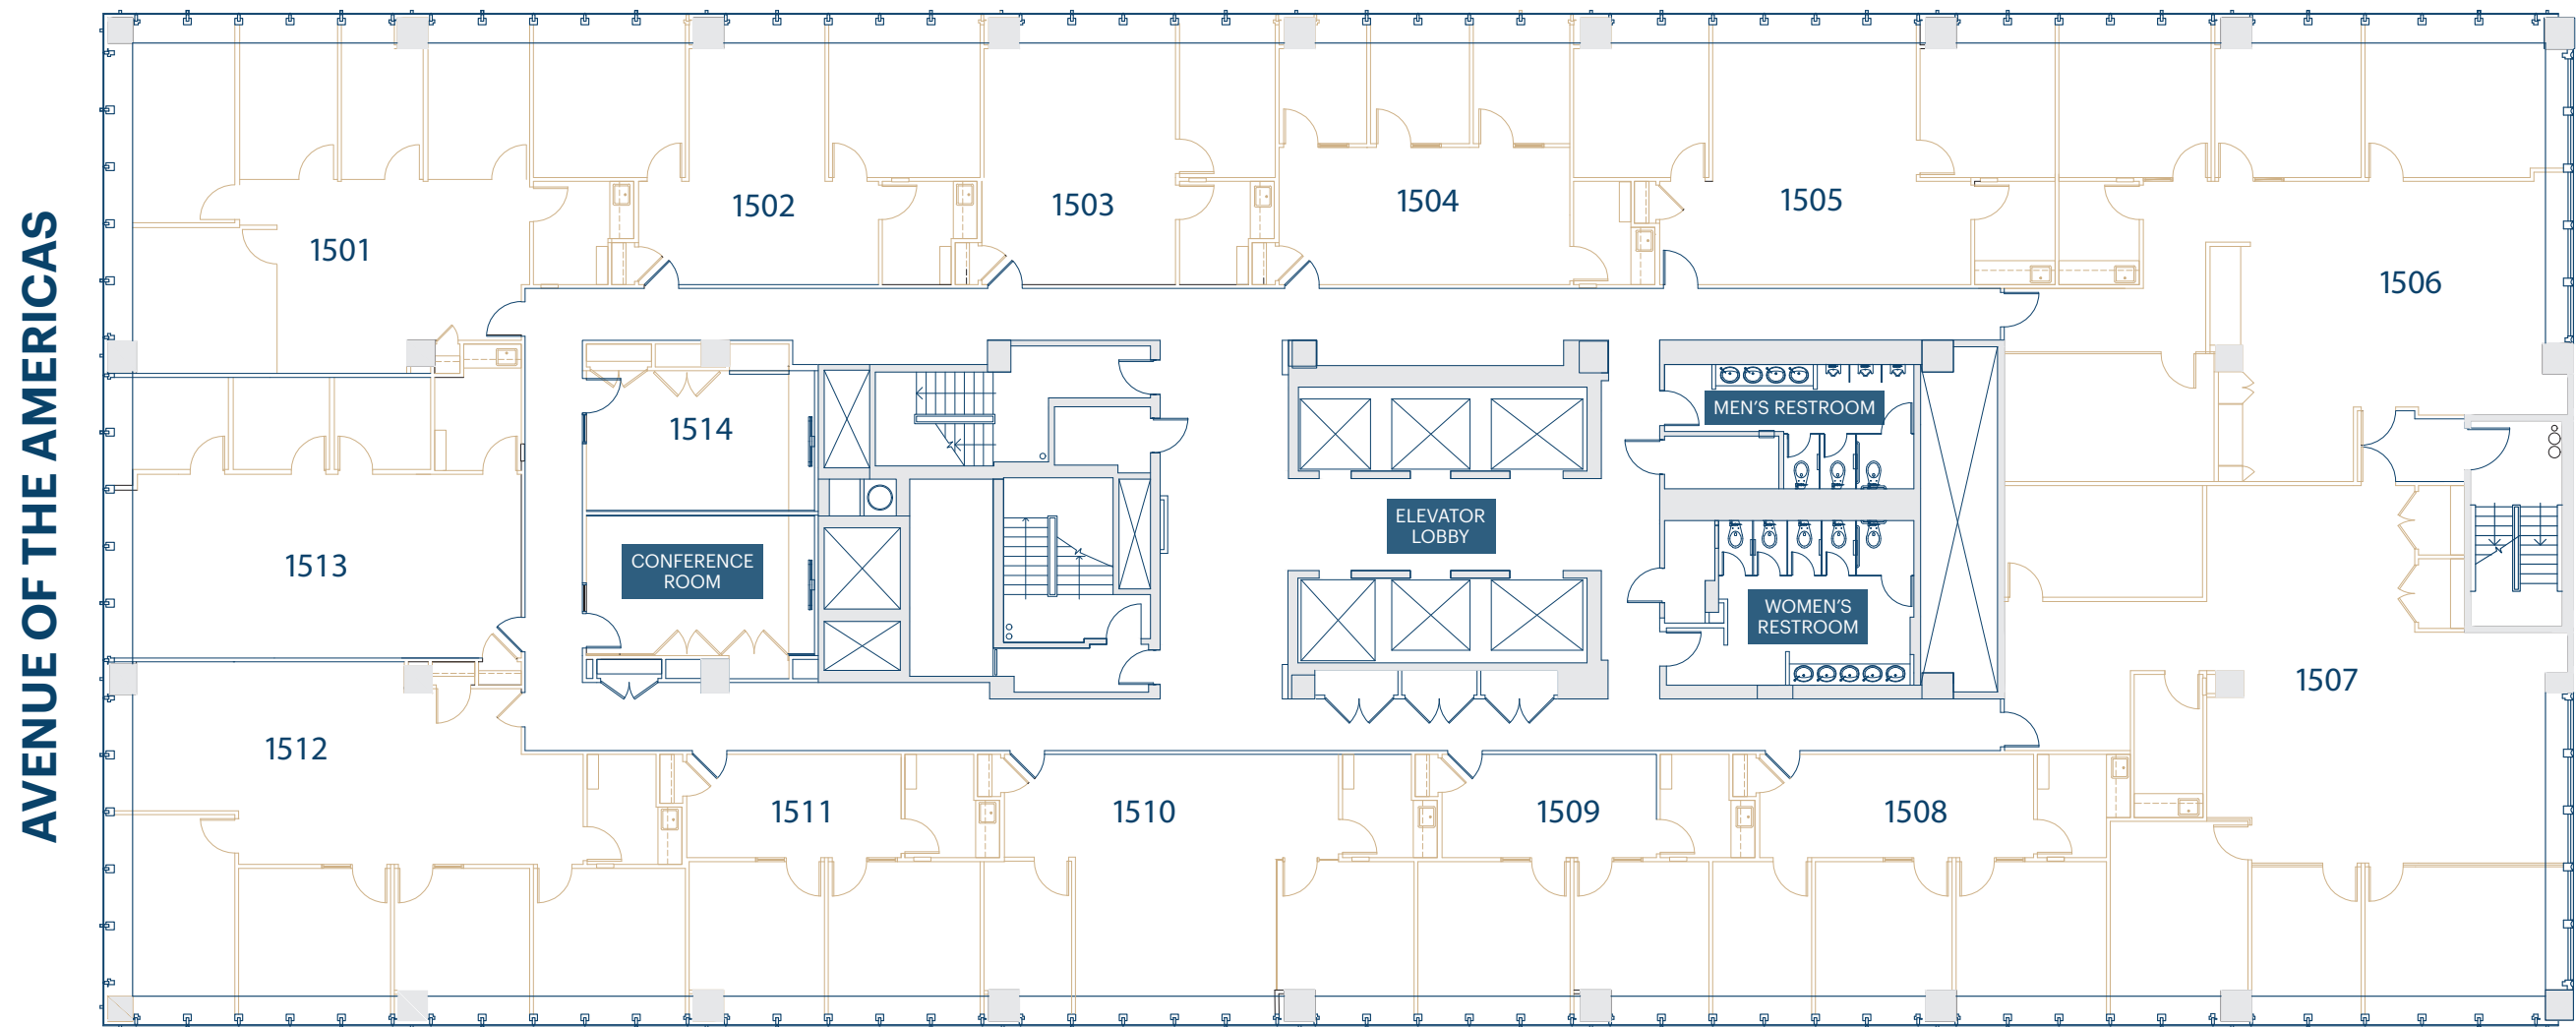 AVENUE OF THE AMERICAS
1501
1502
1503
1504
1505
1506
1514
MEN'S RESTROOM
1513
CONFERENCE
ROOM
ELEVATOR
LOBBY
WOMEN'S
RESTROOM
1507
1512
1511
1510
1509
1508